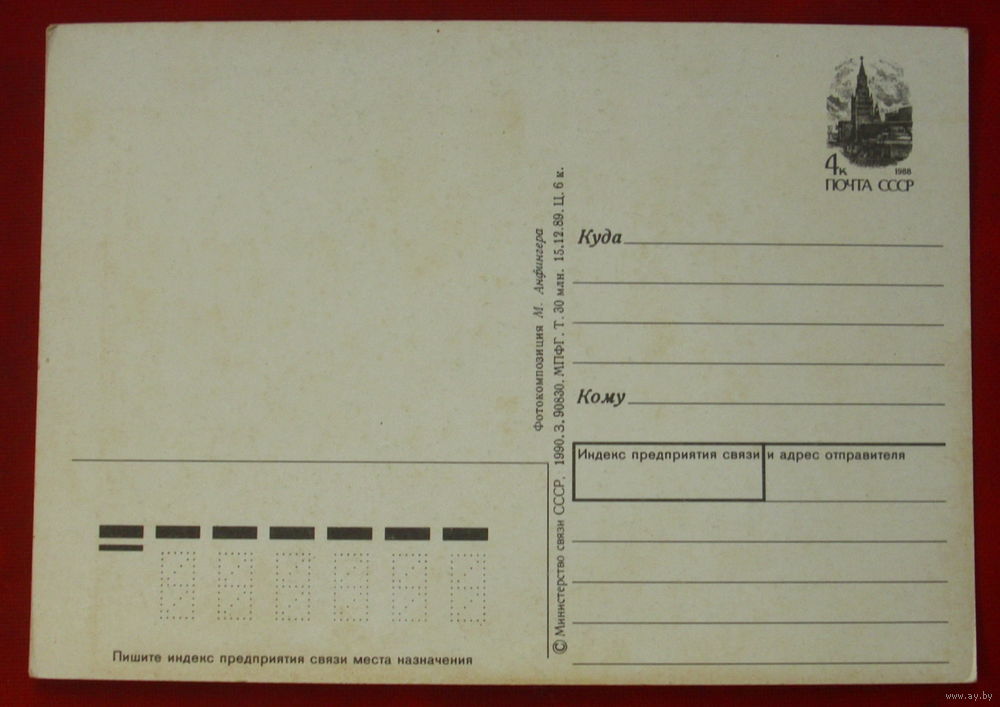 4к
1988
ПОЧТА СССР
Куда
Кому
Индекс предприятия связи и адрес отправителя
Фотокомпозиция М. Анфингера
© Министерство связи СССР. 1990. З. 90830. МПФГ. Т. 30 млн. 15.12.89. Ц. 6 к.
Пишите индекс предприятия связи места назначения
www.ay.by